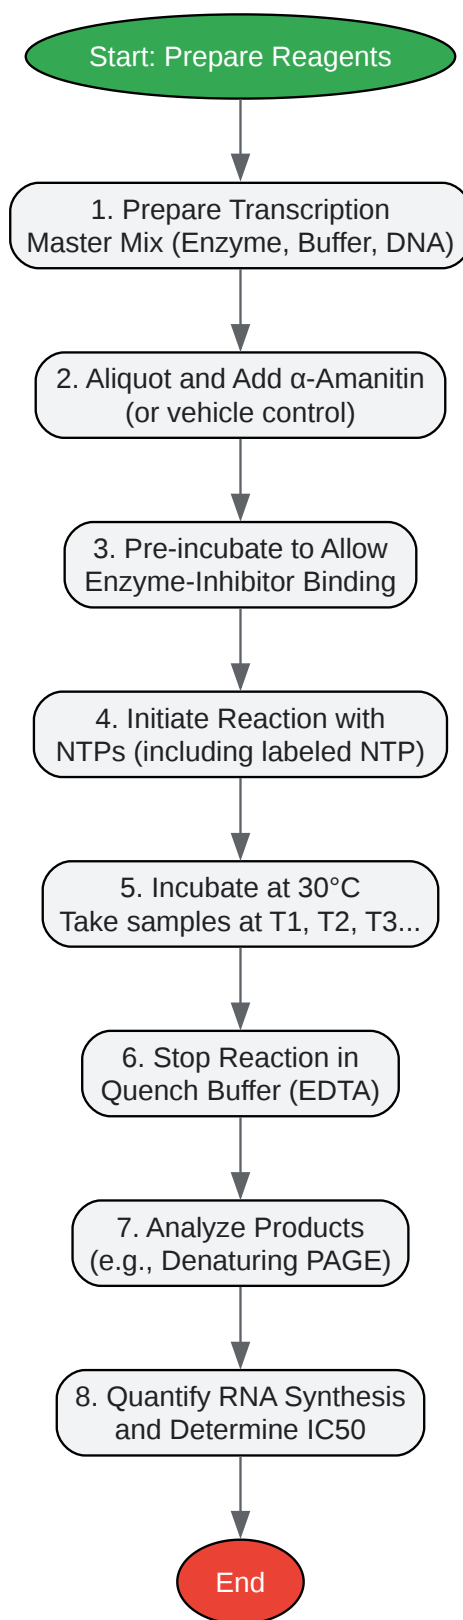 Start: Prepare Reagents
1. Prepare Transcription
Master Mix (Enzyme, Buffer, DNA)
2. Aliquot and Add α-Amanitin
(or vehicle control)
3. Pre-incubate to Allow
Enzyme-Inhibitor Binding
4. Initiate Reaction with
NTPs (including labeled NTP)
5. Incubate at 30°C
Take samples at T1, T2, T3...
6. Stop Reaction in
Quench Buffer (EDTA)
7. Analyze Products
(e.g., Denaturing PAGE)
8. Quantify RNA Synthesis
and Determine IC50
End